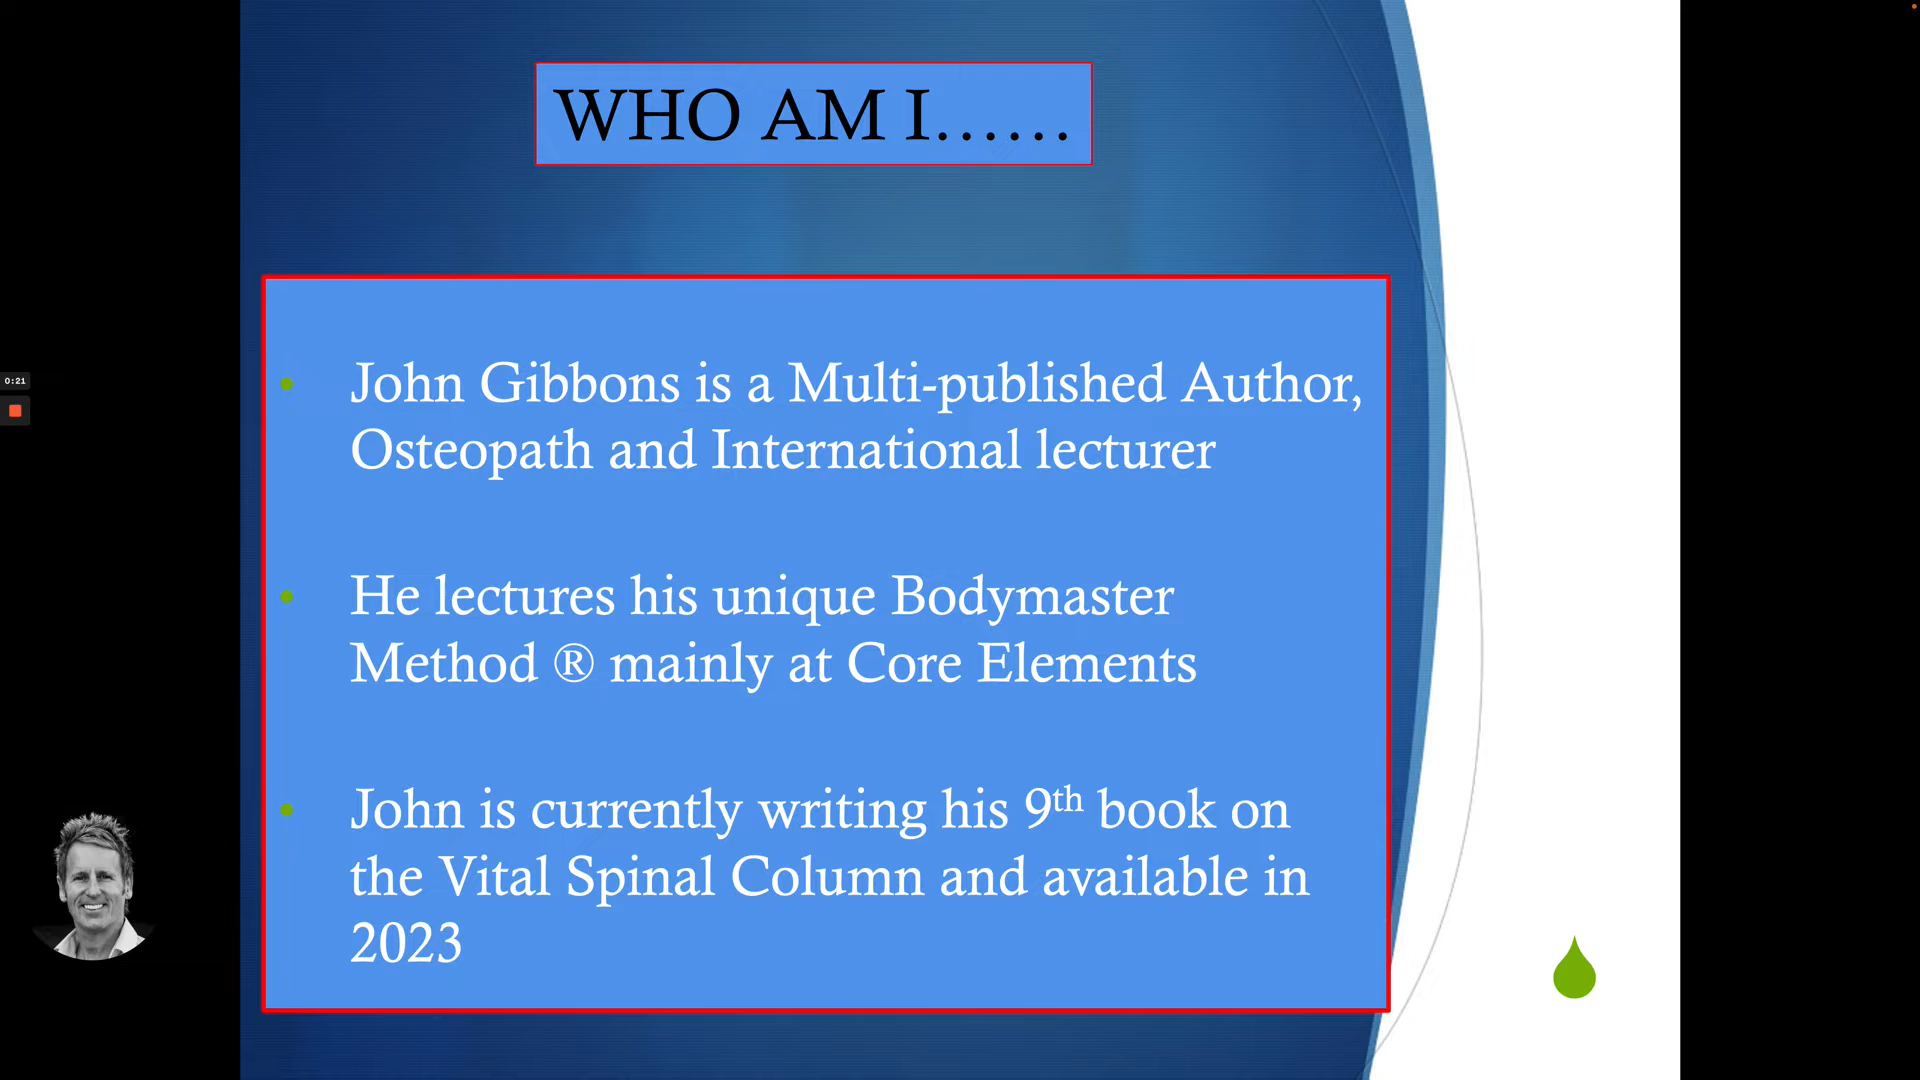 WHO AM I......
John Gibbons is a Multi-published Author,
Osteopath and International lecturer
He lectures his unique Bodymaster
Method ® mainly at Core Elements
John is currently writing his 9th book on
the Vital Spinal Column and available in
2023
0:21